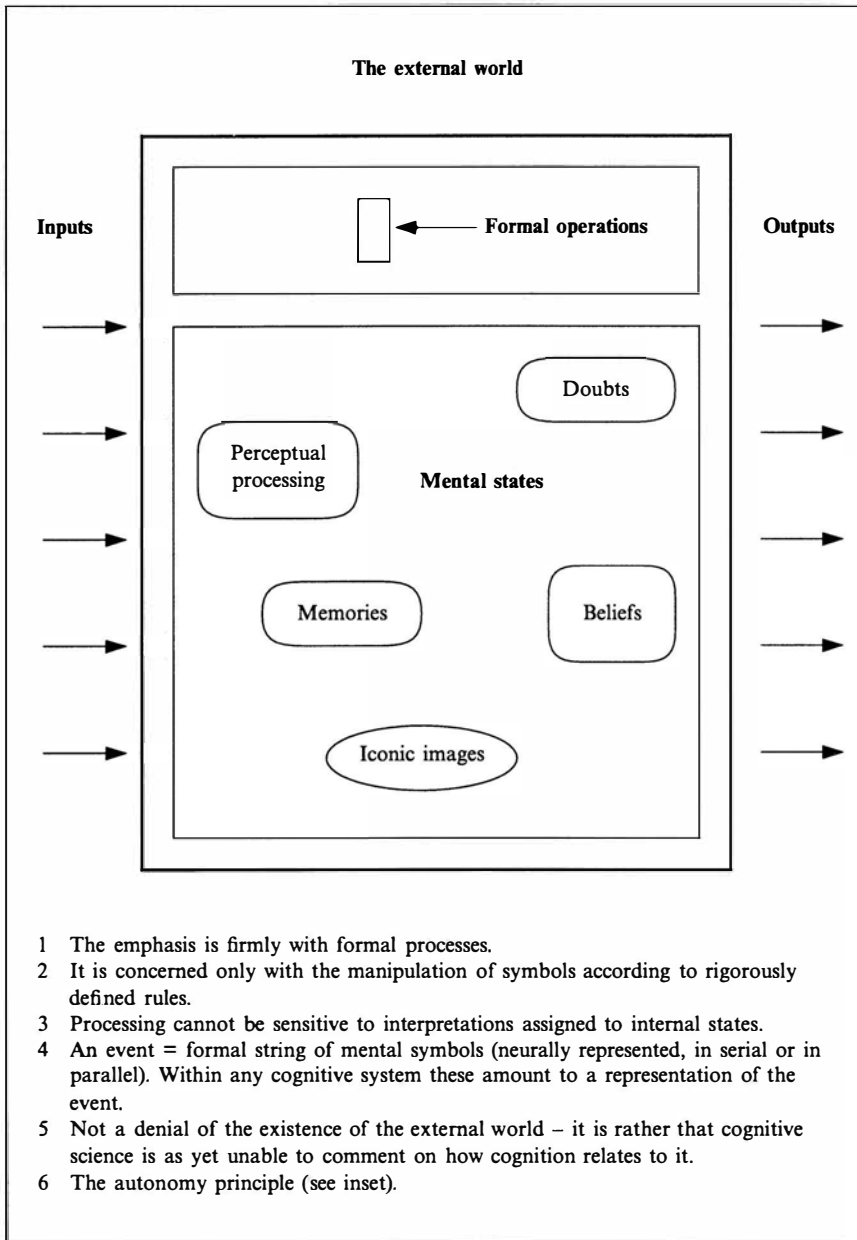 The external world
Inputs
Formal operations
Outputs
Doubts
Perceptual
processing
Mental states
Memories
Beliefs
Iconic images
1 The emphasis is firmly with formal processes.
2 It is concerned only with the manipulation of symbols according to rigorously
defined rules.
3 Processing cannot be sensitive to interpretations assigned to internal states.
4 An event = formal string of mental symbols (neurally represented, in serial or in
parallel). Within any cognitive system these amount to a representation of the
event.
5 Not a denial of the existence of the external world – it is rather that cognitive
science is as yet unable to comment on how cognition relates to it.
6 The autonomy principle (see inset).